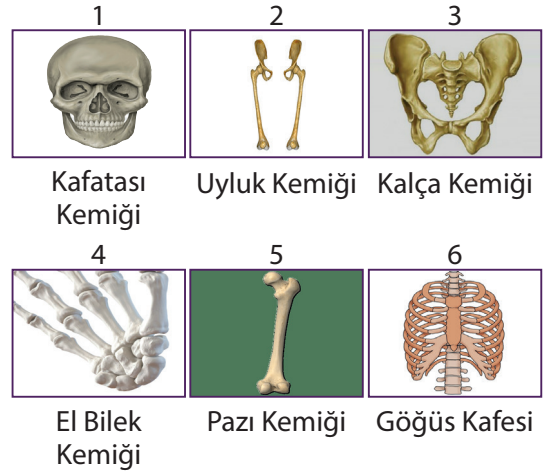 1 2 3
Kafatası
Kemiği
Uyluk Kemiği
Kalça Kemiği
4 5 6
El Bilek
Kemiği
Pazı Kemiği
Göğüs Kafesi